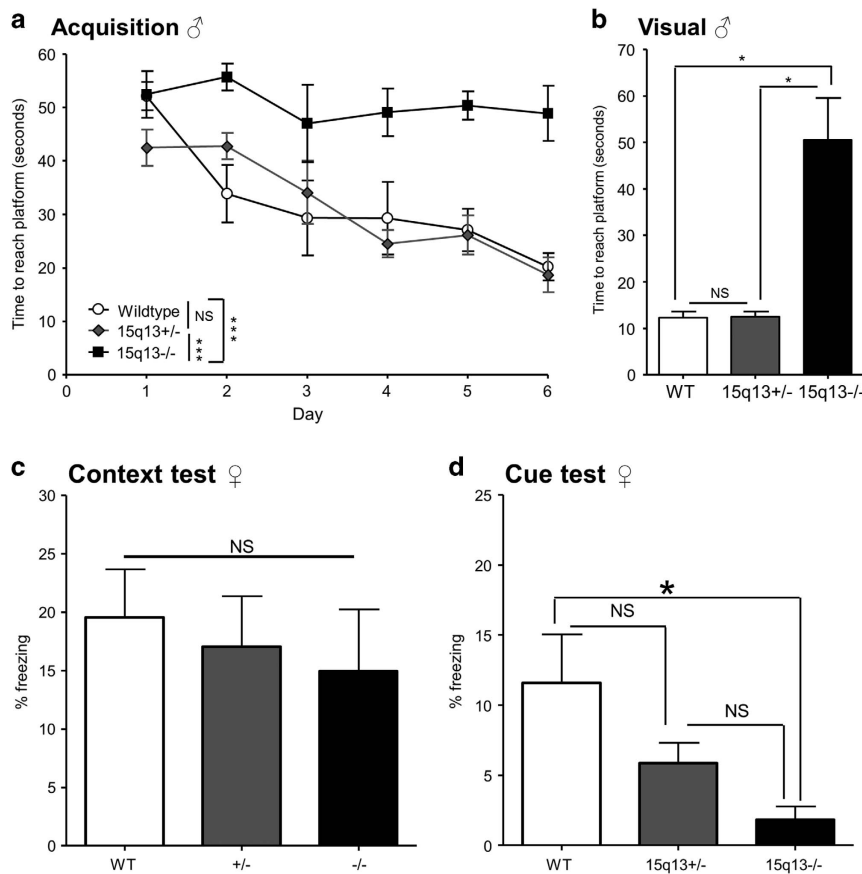 a Acquisition ♂
Time to reach platform (seconds)
60
50
40
30
20
10
0
Wildtype
15q13+/-
15q13-/-
NS
***
***
0 1 2 3 4 5 6
Day
b Visual ♂
Time to reach platform (seconds)
70
60
50
40
30
20
10
0
*
*
NS
WT 15q13+/- 15q13-/-
c Context test ♀
% freezing
30
25
20
15
10
5
0
NS
WT +/- -/-
d Cue test ♀
% freezing
25
20
15
10
5
0
*
NS
NS
WT 15q13+/- 15q13-/-